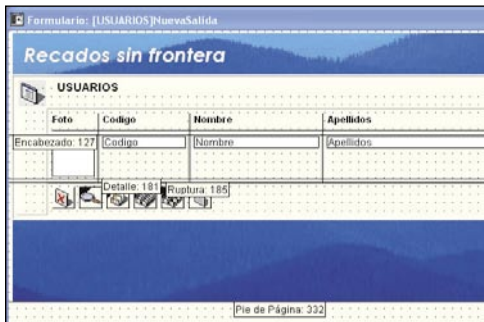 Formulario: [USUARIOS]NuevaSalida
Recados sin frontera
USUARIOS
Foto Codigo Nombre Apellidos
Encabezado: 127 Codigo Nombre Apellidos
Detalle: 181 Ruptura: 185
Pie de Página: 332